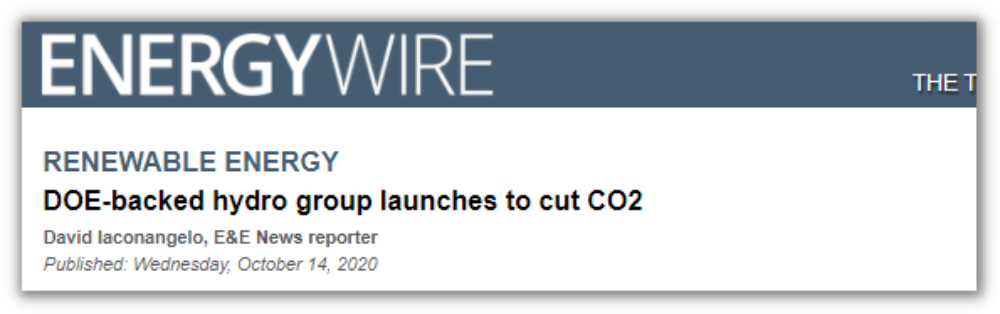 ENERGYWIRE
THE T
RENEWABLE ENERGY
DOE-backed hydro group launches to cut CO2
David Iaconangelo, E&E News reporter
Published: Wednesday, October 14, 2020